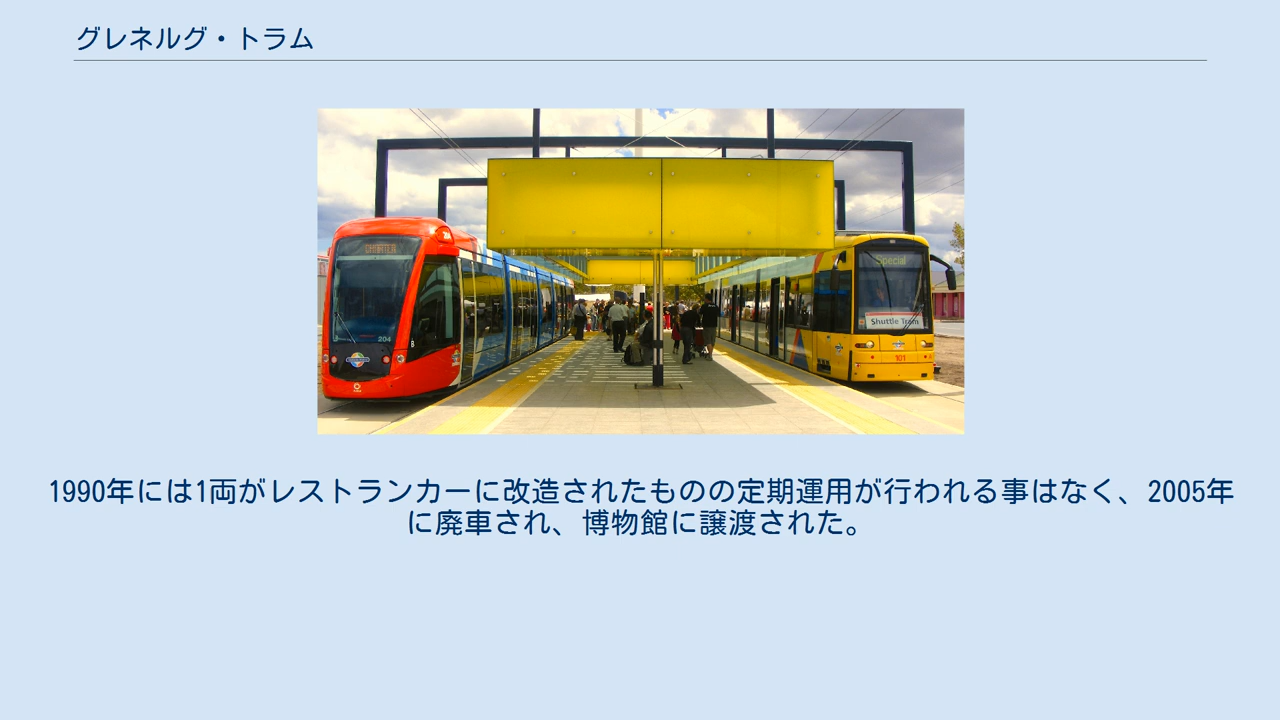 グレネルグ・トラム
CHARTER
Special
Shuttle Tram
204
101
1990年には1両がレストランカーに改造されたものの定期運用が行われる事はなく、2005年
に廃車され、博物館に譲渡された。